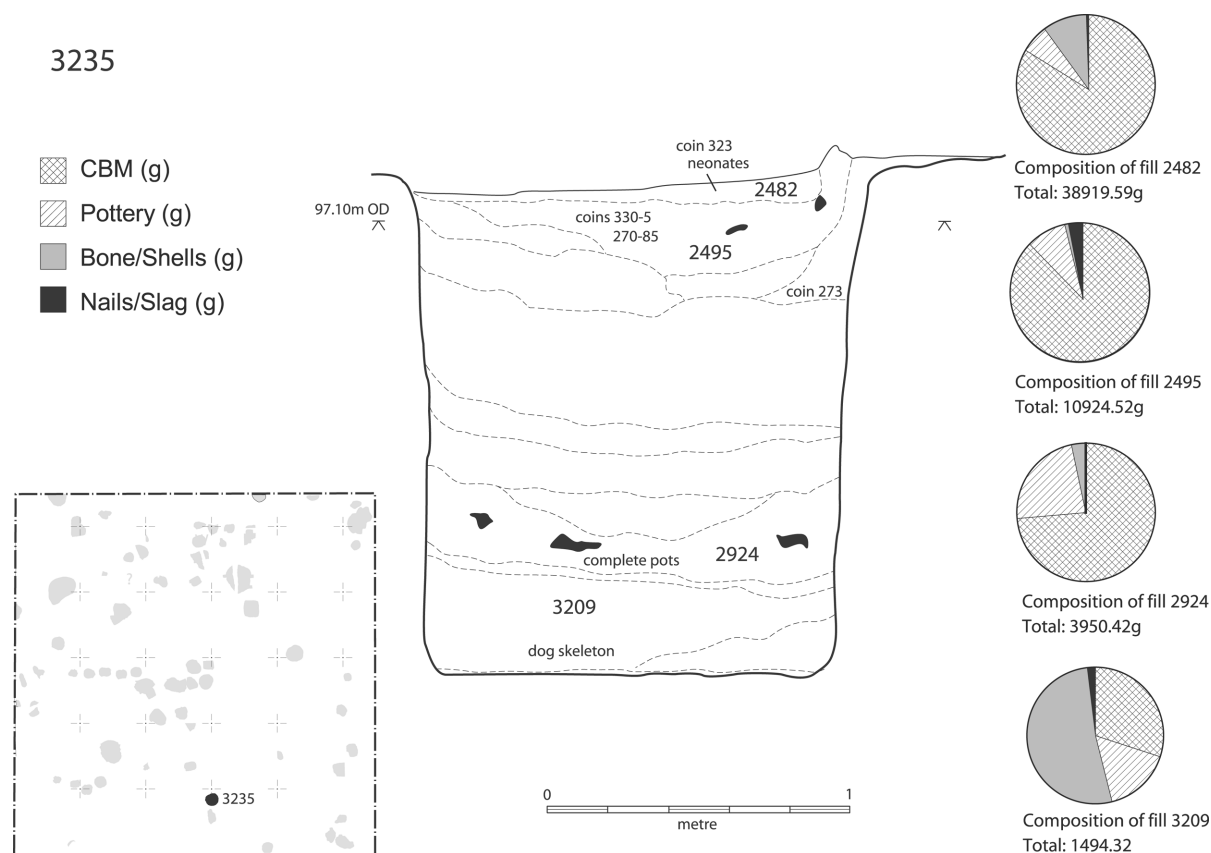 3235
CBM (g)
Pottery (g)
Bone/Shells (g)
Nails/Slag (g)
97.10m OD
coin 323
neonates
2482
coins 330-5
270-85
2495
coin 273
complete pots
2924
3209
dog skeleton
?
3235
0
1
metre
Composition of fill 2482
Total: 38919.59g
Composition of fill 2495
Total: 10924.52g
Composition of fill 2924
Total: 3950.42g
Composition of fill 3209
Total: 1494.32